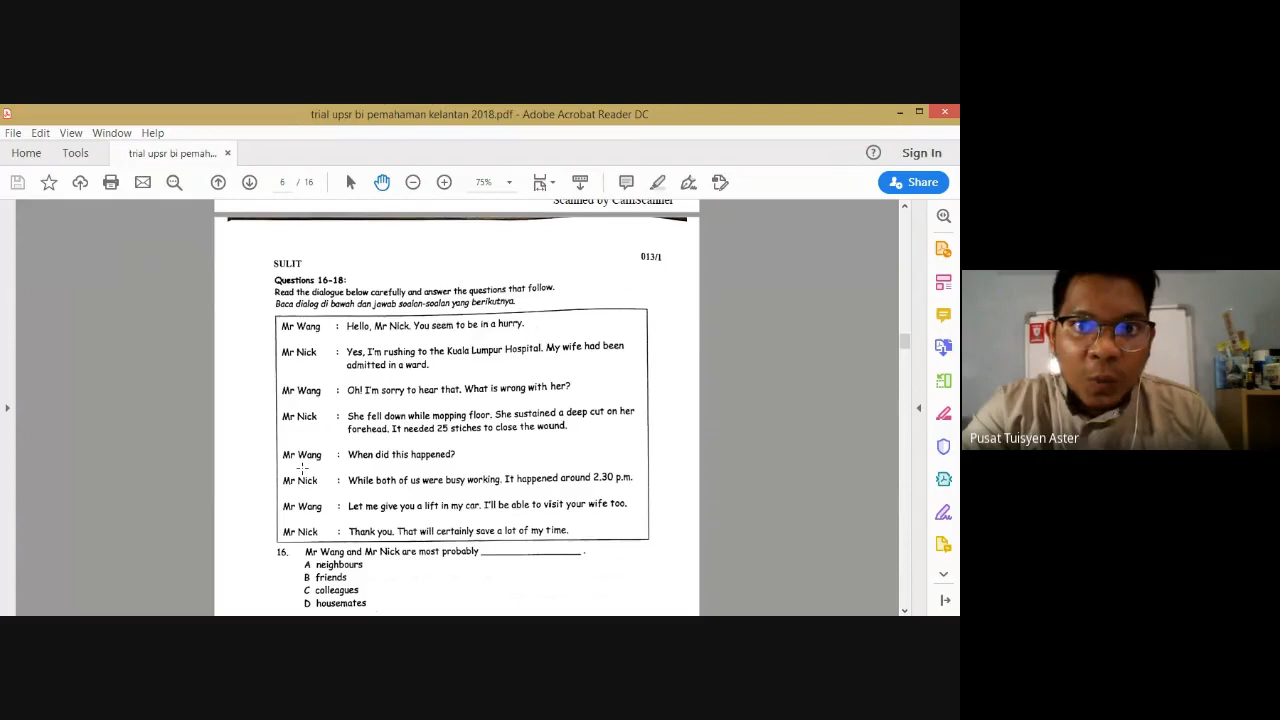 trial upsr bi pemahaman kelantan 2018.pdf - Adobe Acrobat Reader DC
File Edit View Window Help
Home Tools trial upsr bi pemah... Sign In
6 / 16 75% Share
Scanned by CamScanner
SULIT 013/1
Questions 16-18:
Read the dialogue below carefully and answer the questions that follow.
Baca dialog di bawah dan jawab soalan-soalan yang berikutnya.
Mr Wang : Hello, Mr Nick. You seem to be in a hurry.
Mr Nick : Yes, I'm rushing to the Kuala Lumpur Hospital. My wife had been
admitted in a ward.
Mr Wang : Oh! I'm sorry to hear that. What is wrong with her?
Mr Nick : She fell down while mopping floor. She sustained a deep cut on her
forehead. It needed 25 stiches to close the wound.
Mr Wang : When did this happened?
Mr Nick : While both of us were busy working. It happened around 2.30 p.m.
Mr Wang : Let me give you a lift in my car. I'll be able to visit your wife too.
Mr Nick : Thank you. That will certainly save a lot of my time.
16. Mr Wang and Mr Nick are most probably ____________.
A neighbours
B friends
C colleagues
D housemates
Pusat Tuisyen Aster